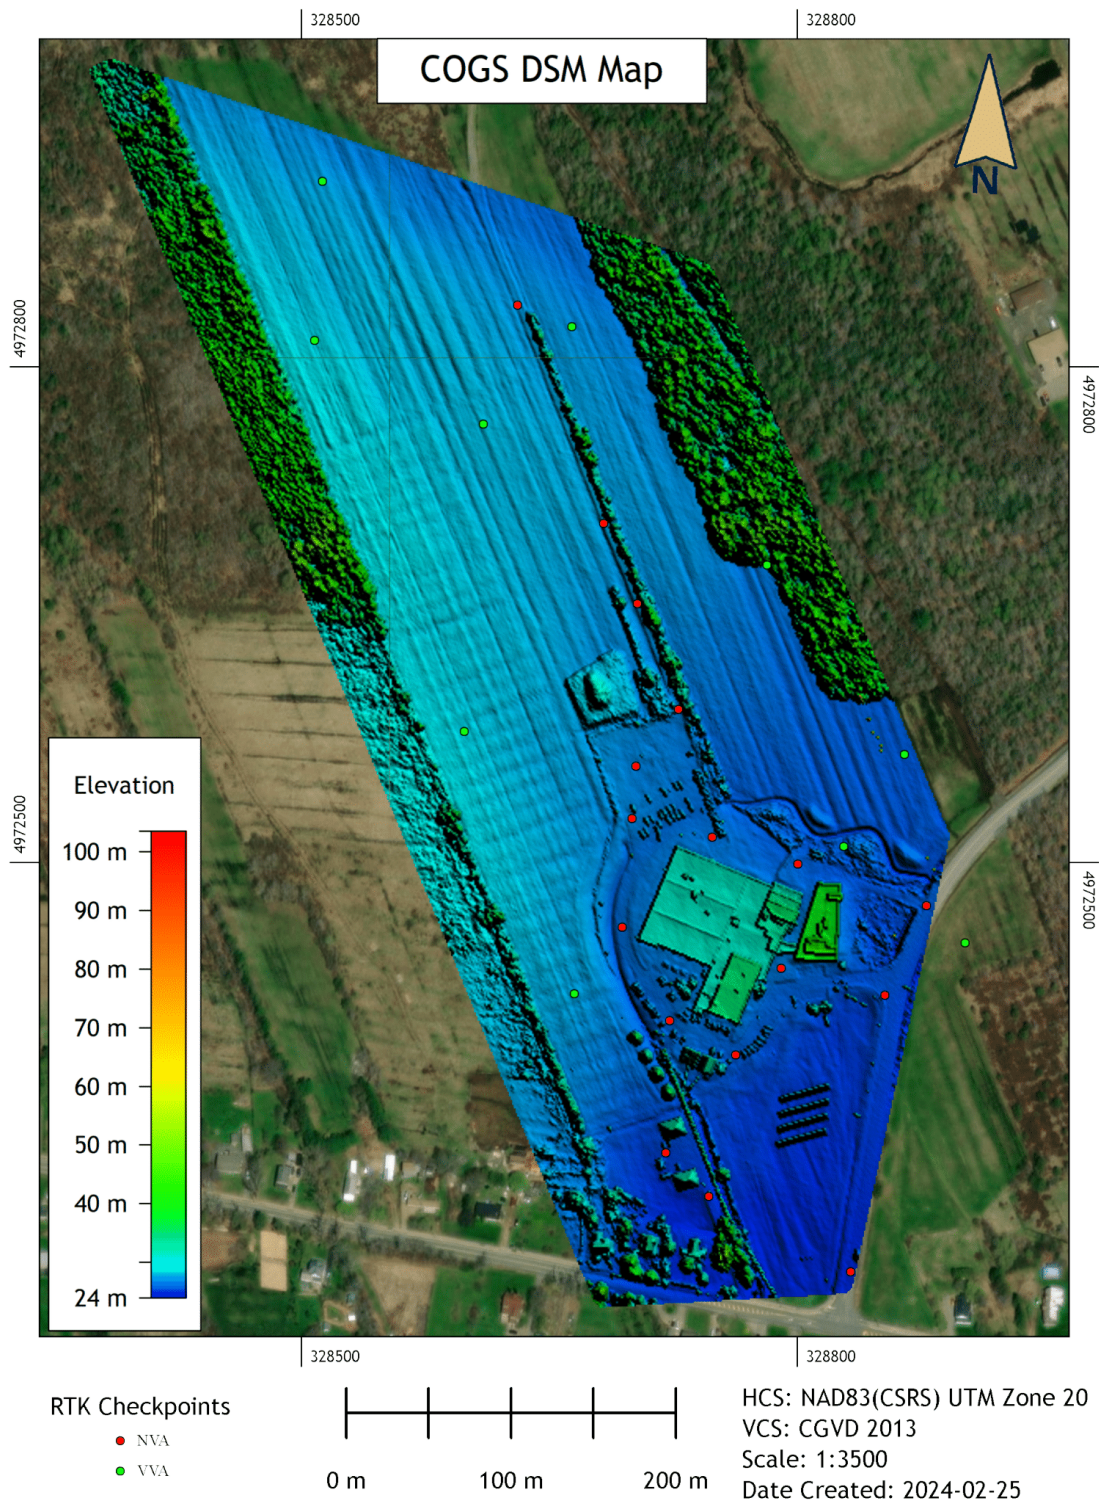 328500
328800
COGS DSM Map
N
4972800
4972800
Elevation
100 m
90 m
80 m
70 m
60 m
50 m
40 m
24 m
4972500
4972500
328500
328800
RTK Checkpoints
NVA
VVA
0 m
100 m
200 m
HCS: NAD83(CSRS) UTM Zone 20
VCS: CGVD 2013
Scale: 1:3500
Date Created: 2024-02-25